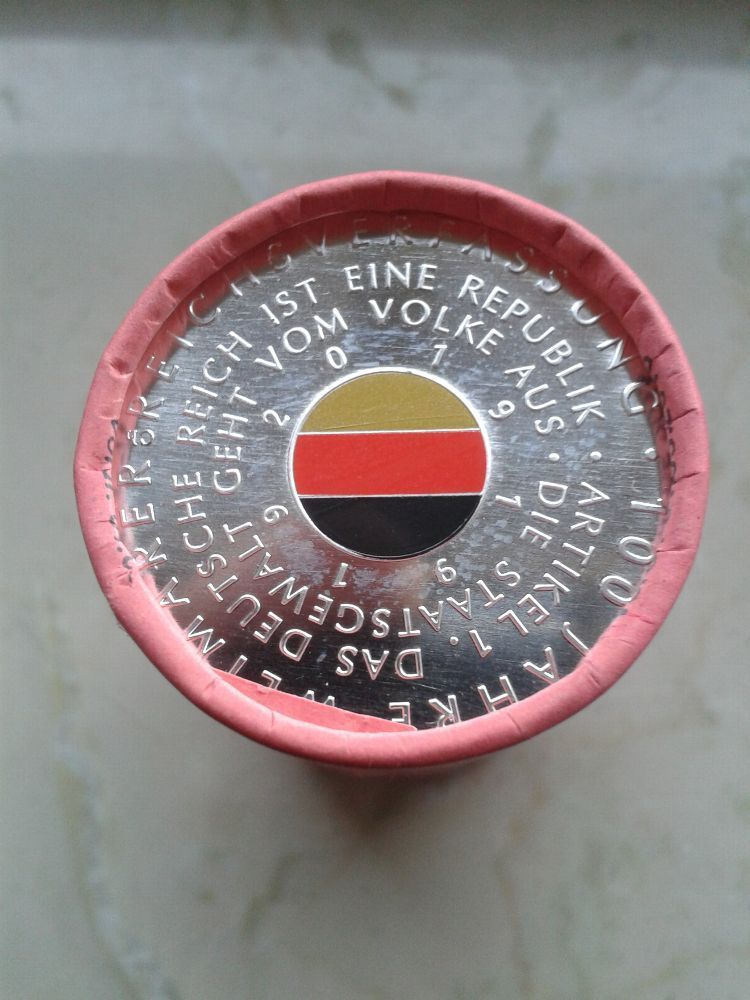 100 JAHRE WEIMARER REICHSVERFASSUNG ·
ARTIKEL 1. DAS DEUTSCHE REICH IST EINE REPUBLIK ·
DIE STAATSGEWALT GEHT VOM VOLKE AUS ·
1919 2019